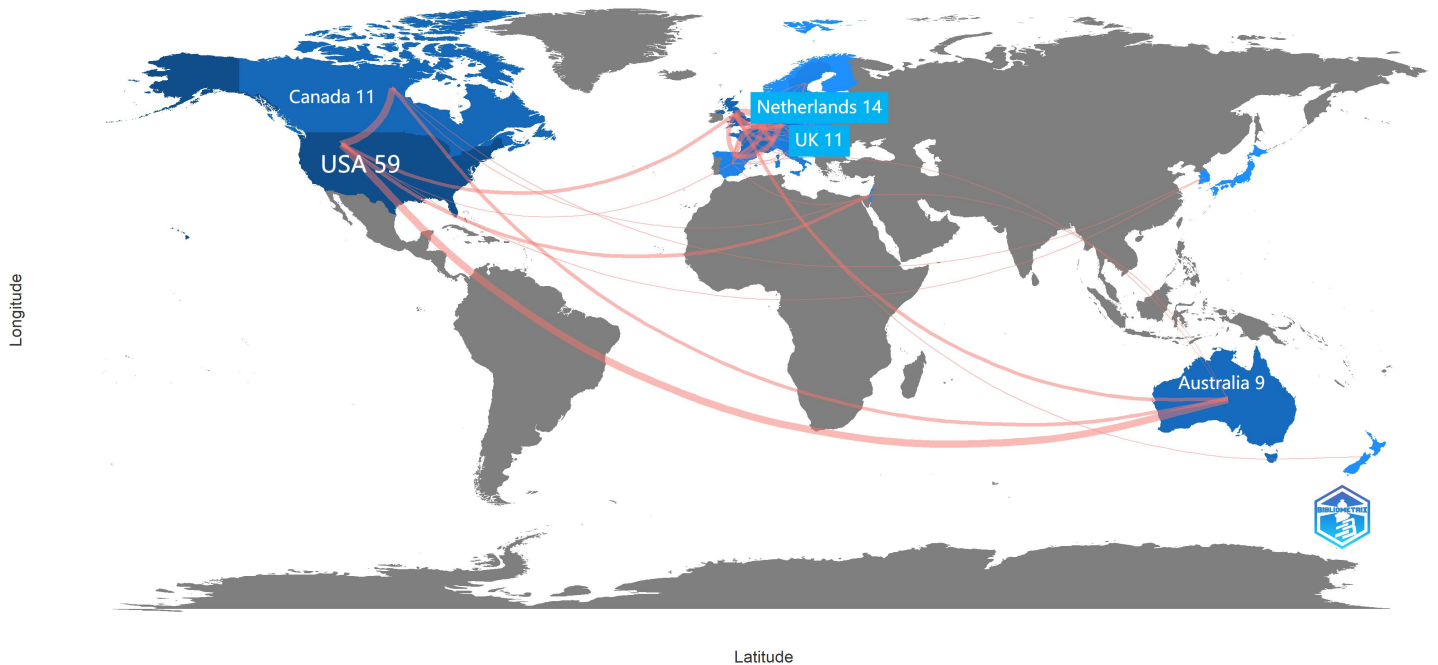 Canada 11
Netherlands 14
UK 11
USA 59
Longitude
Australia 9
BIBLIOMETRIX
Latitude